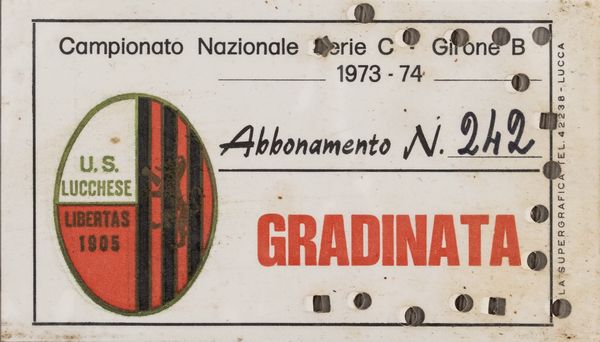 Campionato Nazionale Serie C - Girone B
1973 - 74
U. S.
LUCCHESE
LIBERTAS
1905
Abbonamento N. 242
GRADINATA
LA SUPERGRAFICA TEL. 42238 - LUCCA